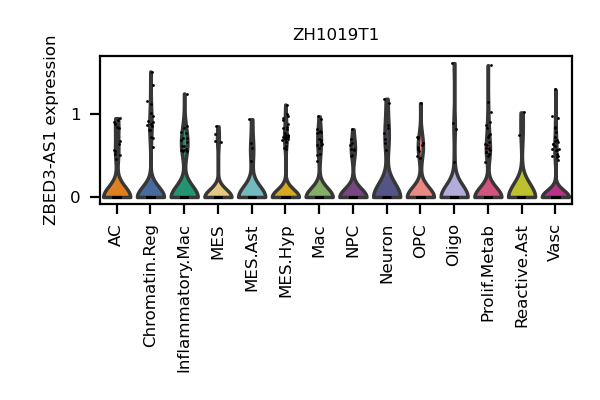 ZH1019T1
ZBED3-AS1 expression
1
0
AC
Chromatin.Reg
Inflammatory.Mac
MES
MES.Ast
MES.Hyp
Mac
NPC
Neuron
OPC
Oligo
Prolif.Metab
Reactive.Ast
Vasc